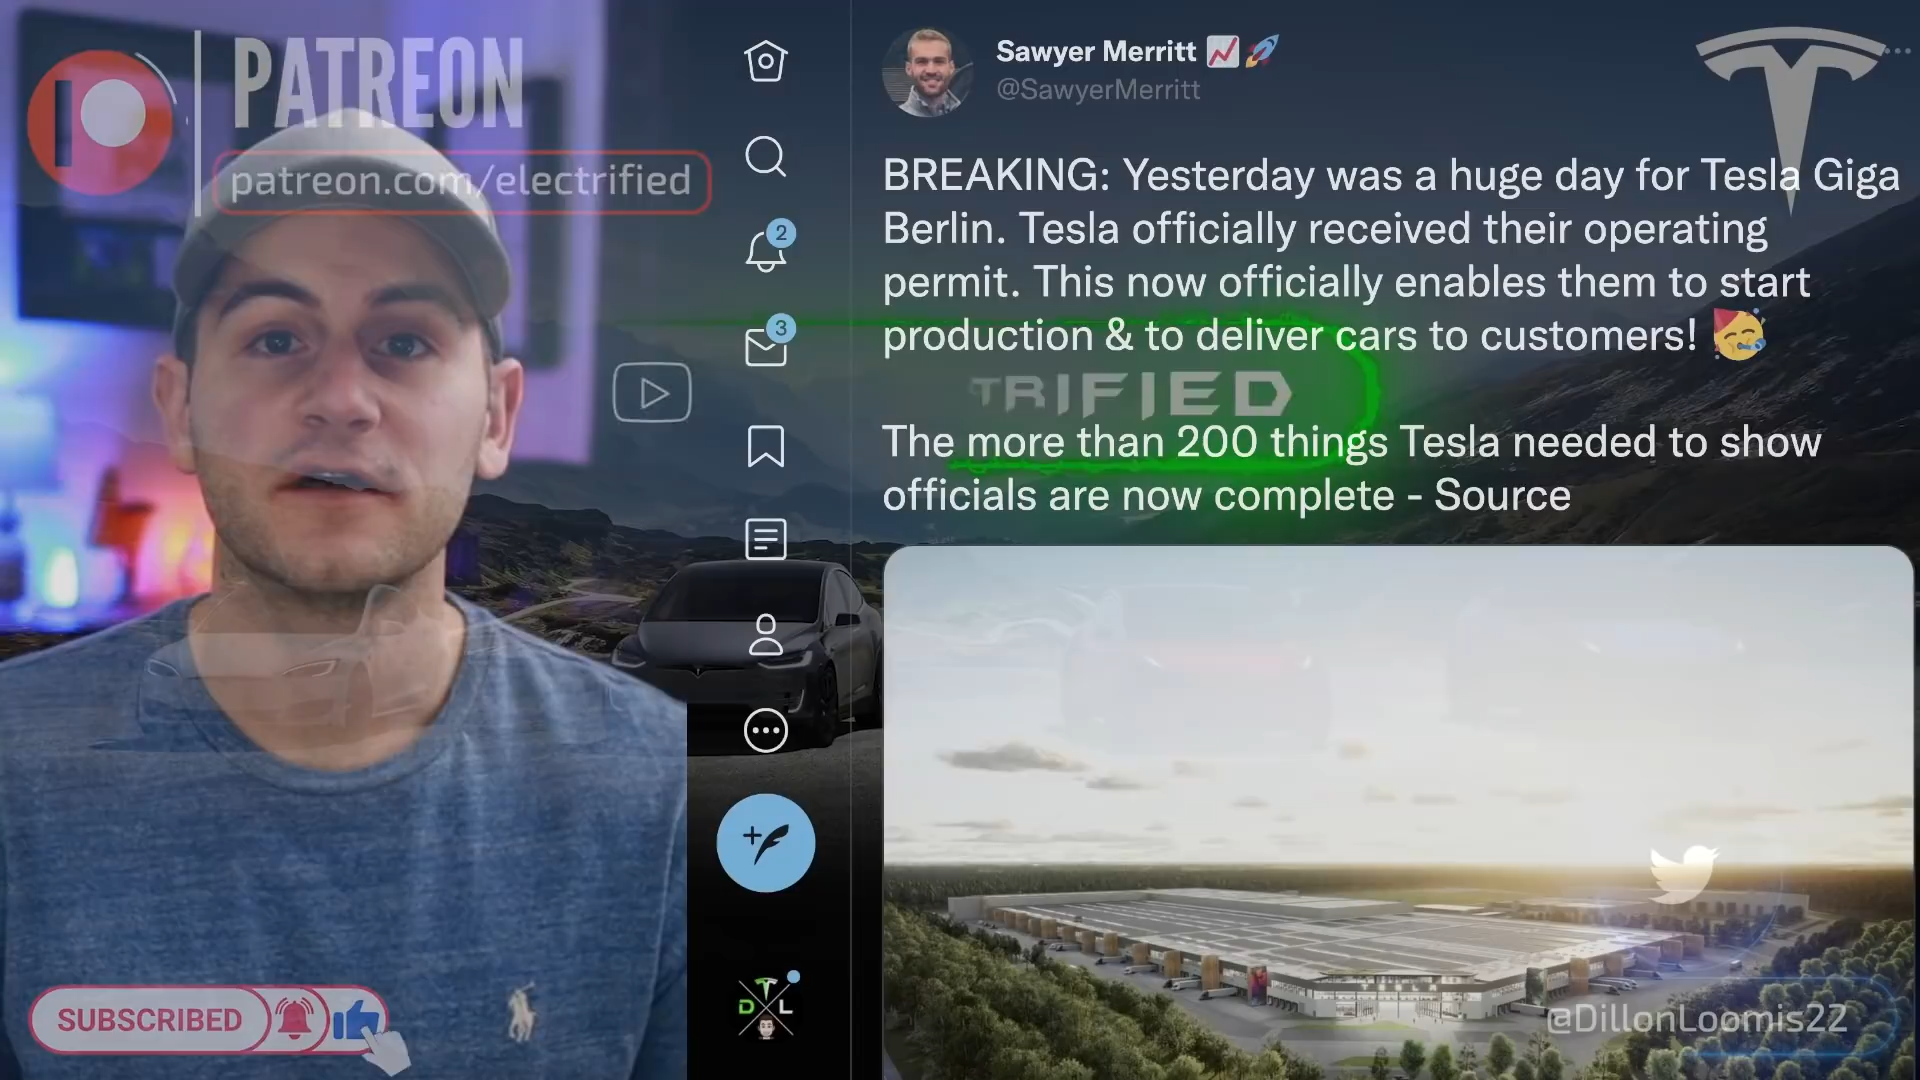 PATREON
patreon.com/electrified
Sawyer Merritt
@SawyerMerritt
BREAKING: Yesterday was a huge day for Tesla Giga
Berlin. Tesla officially received their operating
permit. This now officially enables them to start
production & to deliver cars to customers!
TRIFIED
The more than 200 things Tesla needed to show
officials are now complete - Source
2
3
D L
SUBSCRIBED
@DillonLoomis22